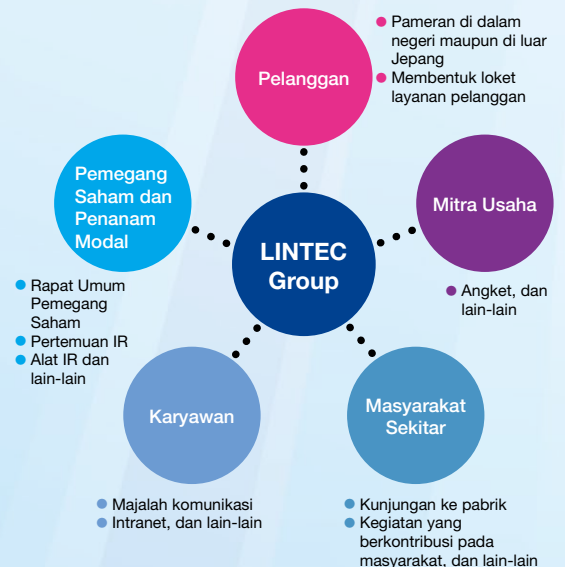 Pelanggan
● Pameran di dalam
negeri maupun di luar
Jepang
● Membentuk loket
layanan pelanggan
Pemegang
Saham dan
Penanam
Modal
● Rapat Umum
Pemegang
Saham
● Pertemuan IR
● Alat IR dan
lain-lain
LINTEC
Group
Mitra Usaha
● Angket, dan
lain-lain
Karyawan
● Majalah komunikasi
● Intranet, dan lain-lain
Masyarakat
Sekitar
● Kunjungan ke pabrik
● Kegiatan yang
berkontribusi pada
masyarakat, dan lain-lain